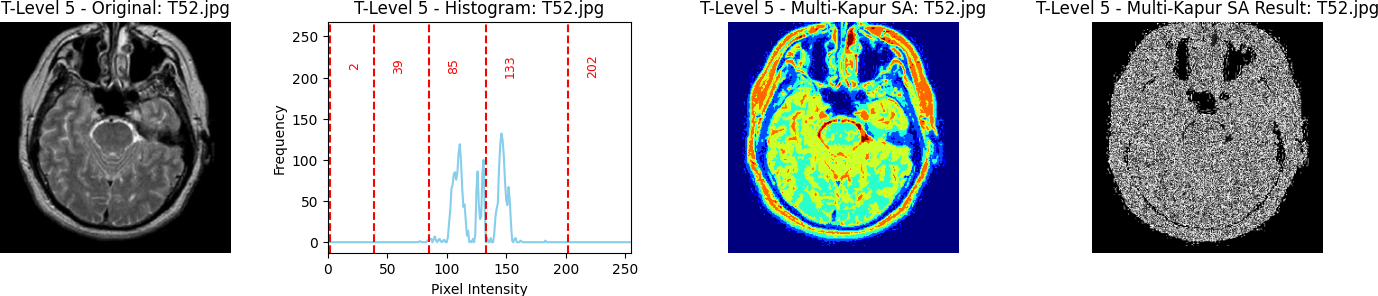 T-Level 5 - Original: T52.jpg
T-Level 5 - Histogram: T52.jpg
250
200
150
100
50
0
Frequency
2
39
85
133
202
0 50 100 150 200 250
Pixel Intensity
T-Level 5 - Multi-Kapur SA: T52.jpg
T-Level 5 - Multi-Kapur SA Result: T52.jpg